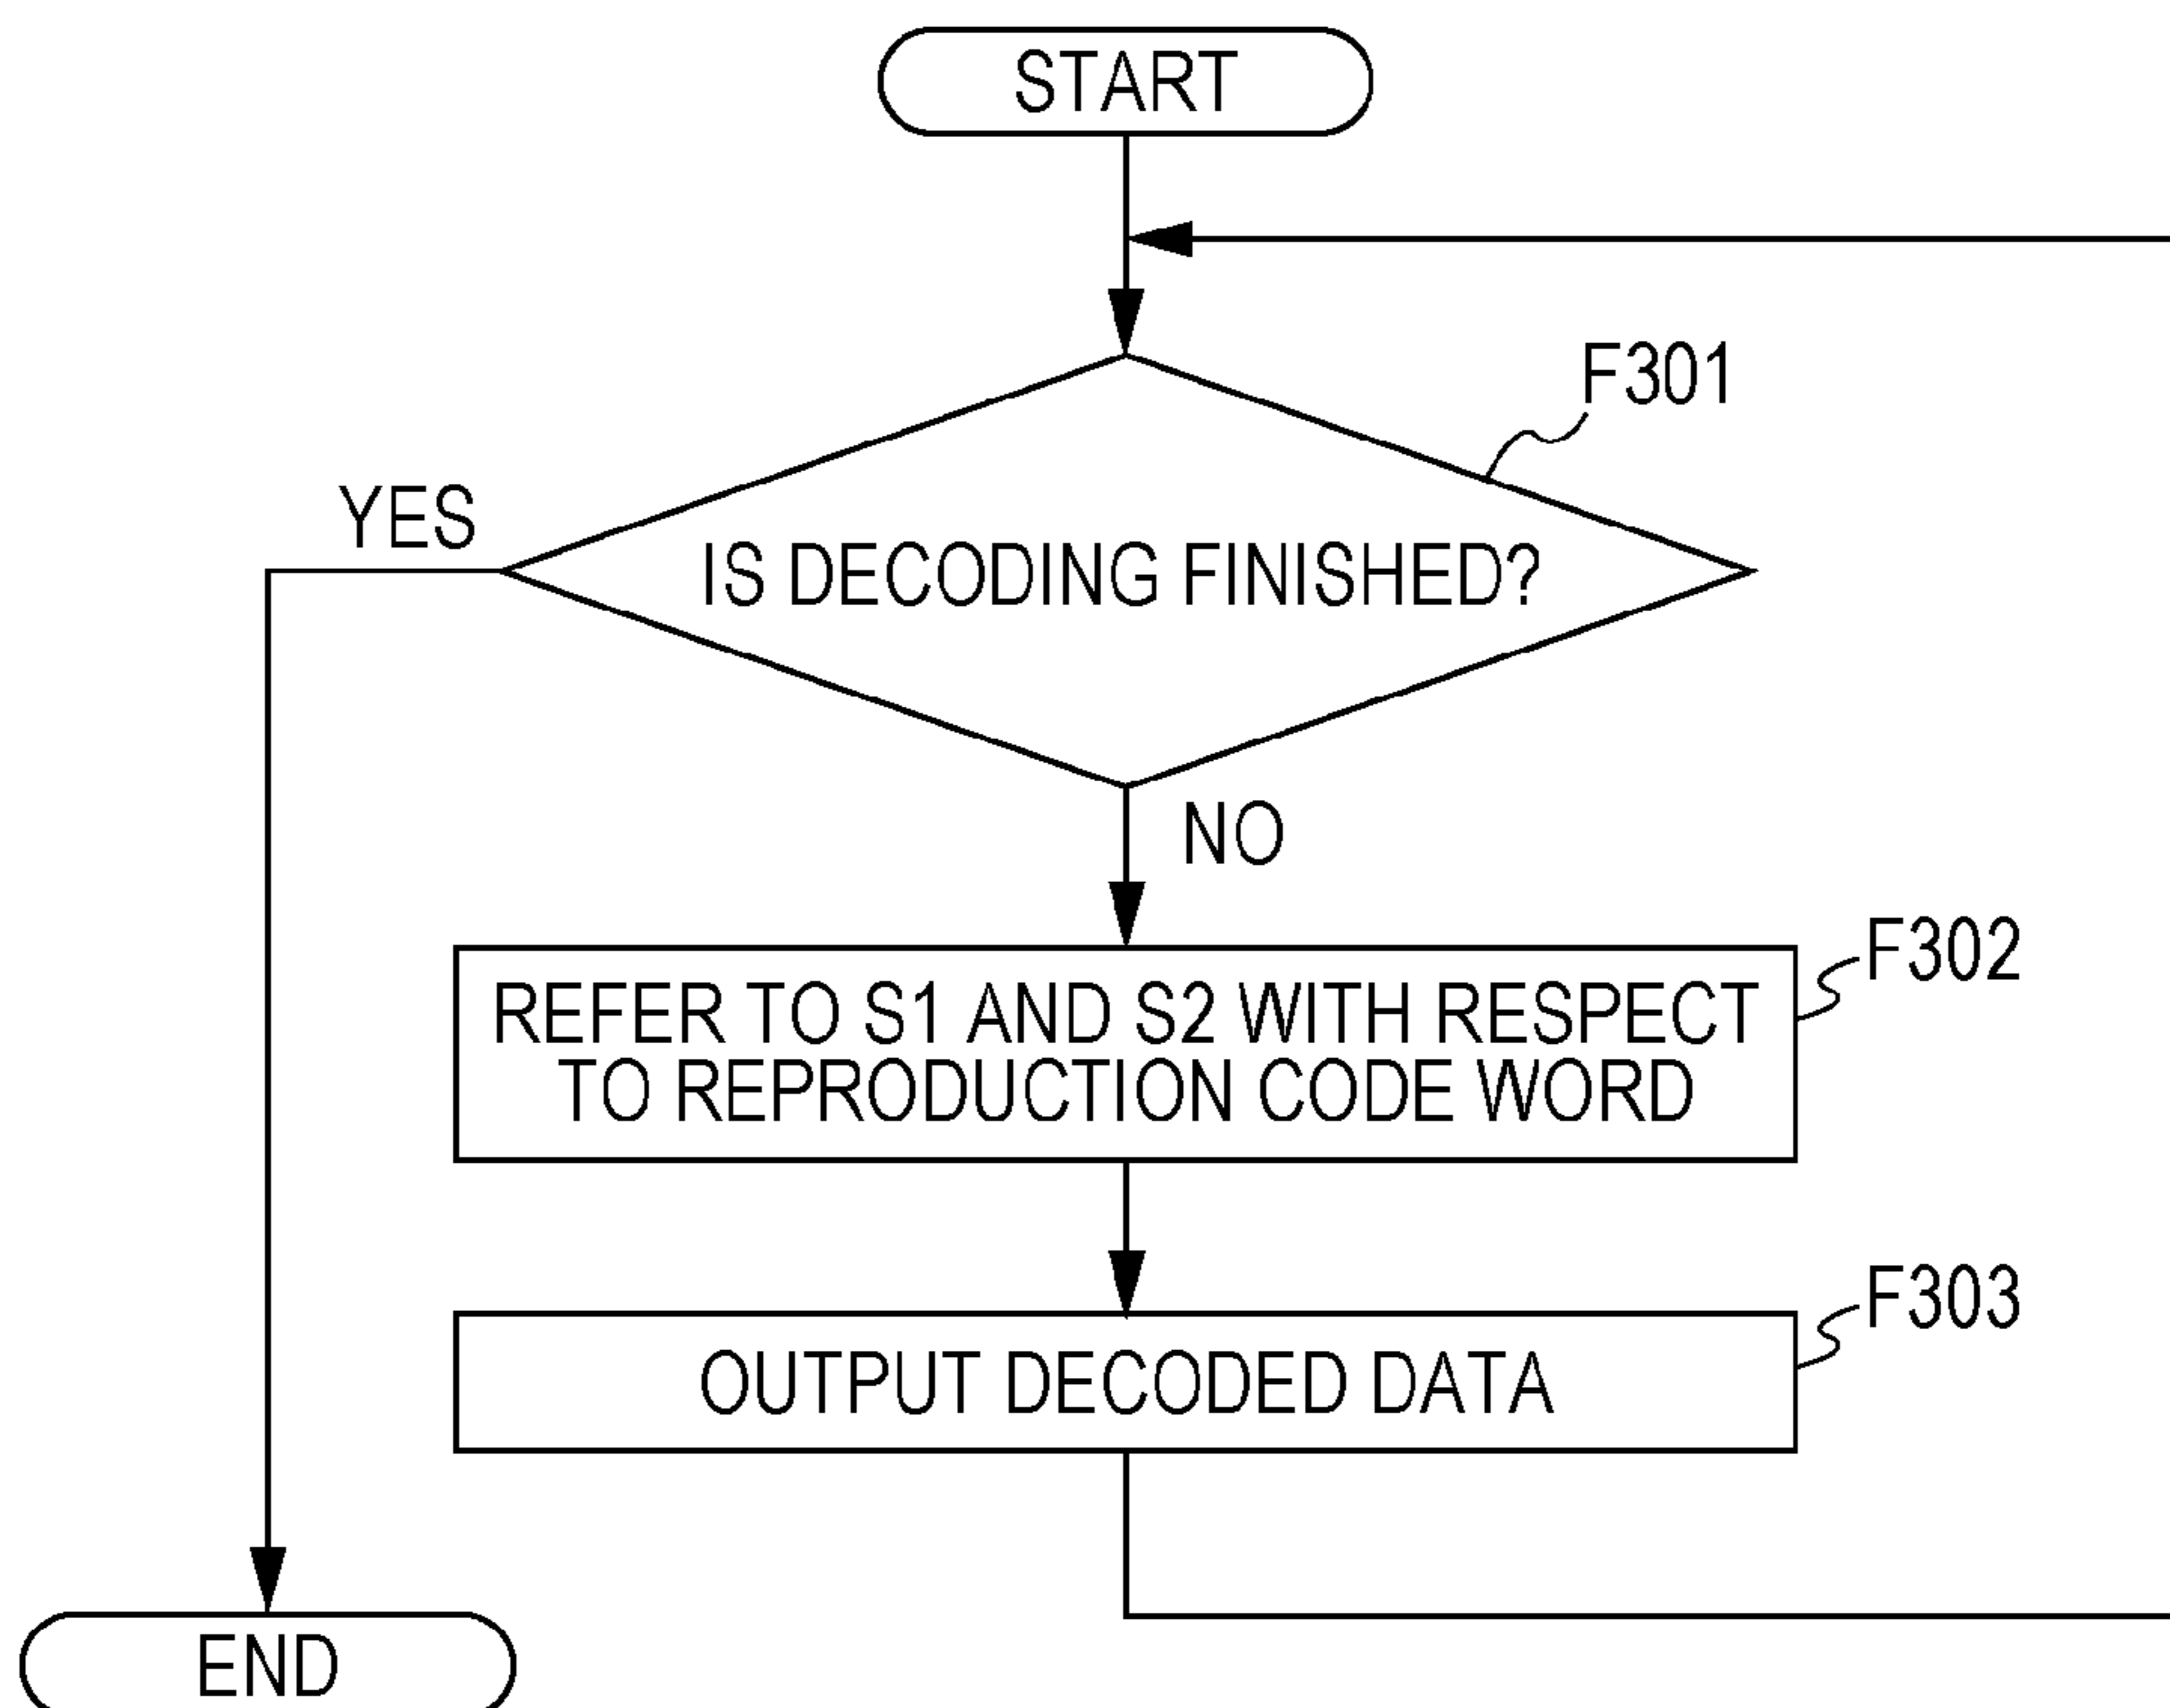 START
F301
YES
IS DECODING FINISHED?
NO
F302
REFER TO S1 AND S2 WITH RESPECT
TO REPRODUCTION CODE WORD
F303
OUTPUT DECODED DATA
END